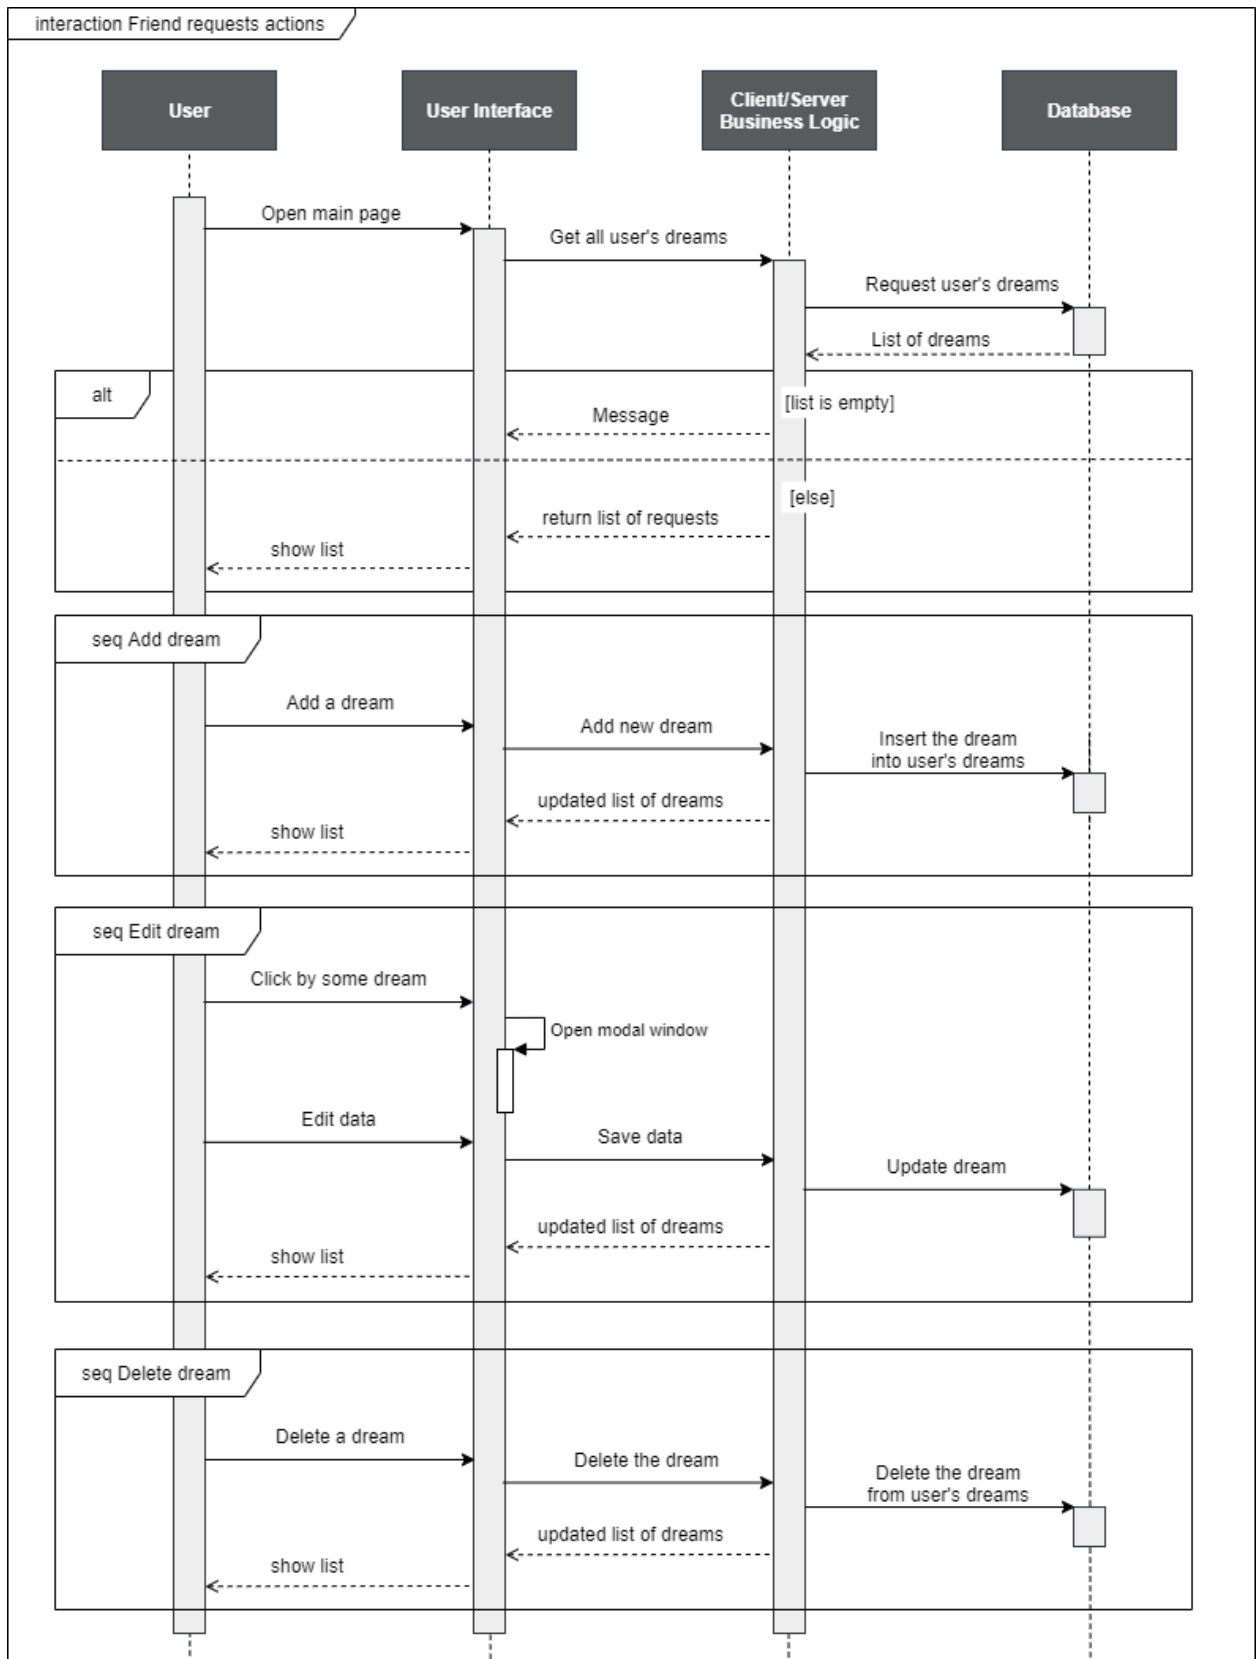 interaction Friend requests actions
User
User Interface
Client/Server
Business Logic
Database
Open main page
Get all user's dreams
Request user's dreams
List of dreams
alt
[list is empty]
Message
[else]
return list of requests
show list
seq Add dream
Add a dream
Add new dream
Insert the dream
into user's dreams
updated list of dreams
show list
seq Edit dream
Click by some dream
Open modal window
Edit data
Save data
Update dream
updated list of dreams
show list
seq Delete dream
Delete a dream
Delete the dream
Delete the dream
from user's dreams
updated list of dreams
show list